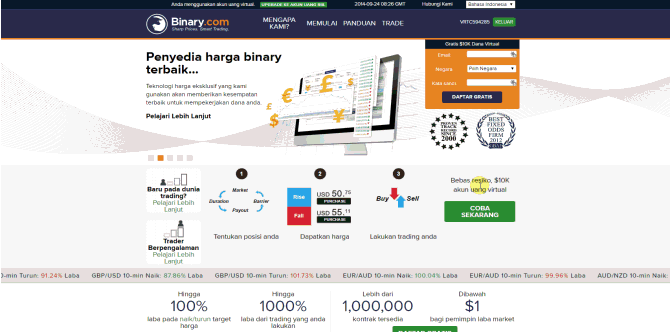 Anda menggunakan akun virtual.
UPGRADE KE AKUN UANG RIIL
2014-09-24 08:26 GMT
Hubungi Kami
Bahasa Indonesia
Binary.com
Sharp Prices. Smart Trading.
MENGAPA KAMI?
MEMULAI
PANDUAN
TRADE
VRTC594285
KELUAR
Penyedia harga binary
terbaik...
Teknologi harga eksklusif yang kami
gunakan akan memberikan kesempatan
terbaik untuk mempekerjakan dana anda.
Pelajari Lebih Lanjut
Gratis $10K Dana Virtual
Email
Negara
Pilih Negara
Kata sandi
DAFTAR GRATIS
PROVEN
TRACK
RECORD
SINCE
2000
BEST
FIXED
ODDS
FIRM
2012
Baru pada dunia
trading?
Pelajari Lebih
Lanjut
Trader
Berpengalaman
Pelajari Lebih
Lanjut
1
Market
Duration
Barrier
Payout
Tentukan posisi anda
2
Rise
USD 50.75
PURCHASE
Fall
USD 55.11
PURCHASE
Dapatkan harga
3
Buy
Sell
Lakukan trading anda
Bebas resiko, $10K
akun uang virtual
COBA
SEKARANG
0-min Turun: 91.24% Laba GBP/USD 10-min Naik: 87.86% Laba GBP/USD 10-min Turun: 101.73% Laba EUR/AUD 10-min Naik: 100.04% Laba EUR/AUD 10-min Turun: 99.96% Laba AUD/NZD 10-min Na
Hingga
100%
laba pada naik/turun target
harga
Hingga
1000%
laba dari trading yang anda
lakukan
Lebih dari
1,000,000
kontrak tersedia
Dibawah
$1
bagi pemimpin laba market
DAFTAR GRATIS